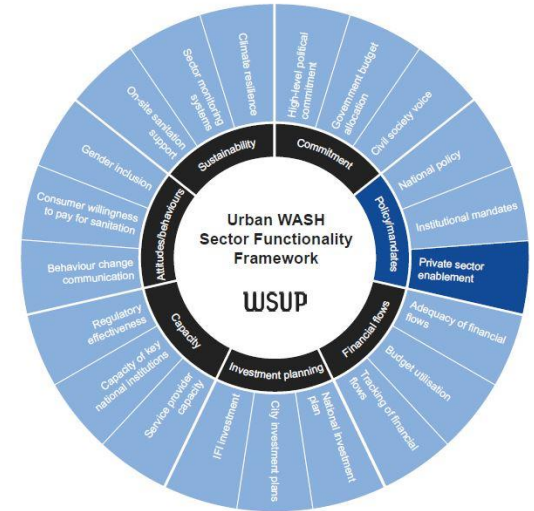 Urban WASH
Sector Functionality
Framework
WSUP
Commitment
High-level political
commitment
Government budget
allocation
Civil society voice
Policy/mandates
National policy
Institutional mandates
Private sector
enablement
Financial flows
Adequacy of financial
flows
Budget utilisation
Tracking of financial
flows
Investment planning
National investment
plan
City investment plans
IFI investment
Capacity
Service provider
capacity
Capacity of key
national institutions
Regulatory
effectiveness
Attitudes/behaviours
Behaviour change
communication
Consumer willingness
to pay for sanitation
Gender inclusion
Sustainability
On-site sanitation
support
Sector monitoring
systems
Climate resilience